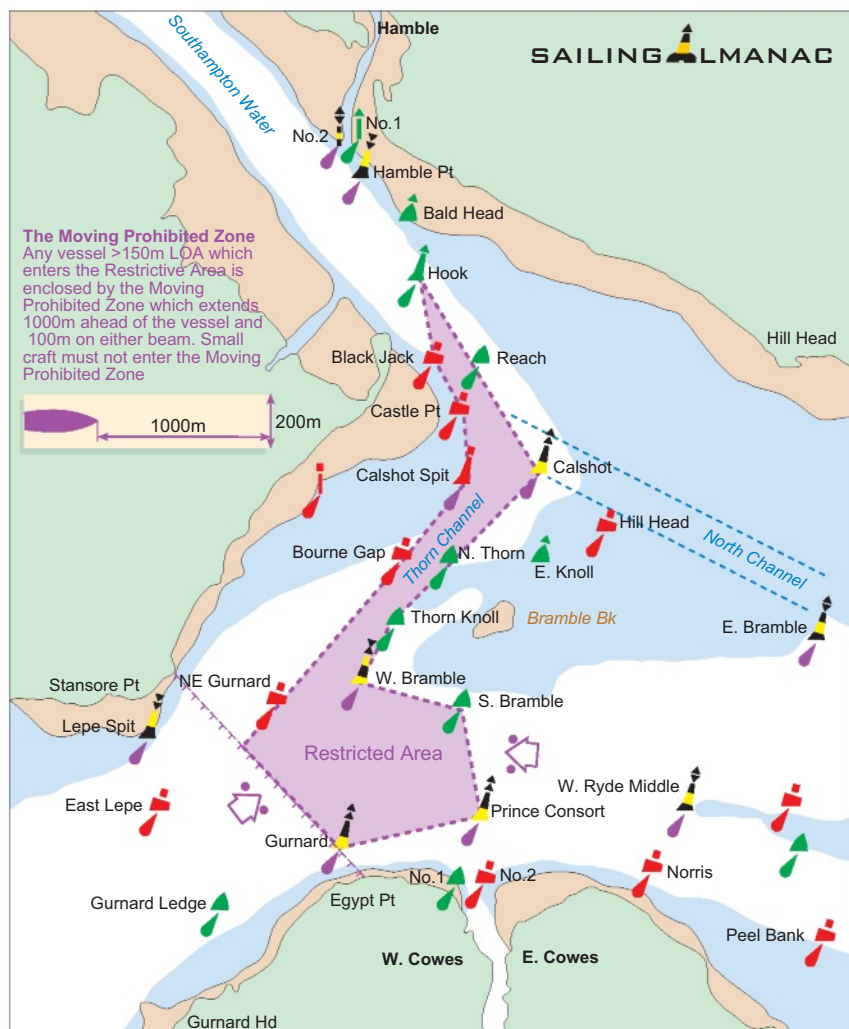 Hamble
SAILING ALMANAC
Southampton Water
No.2
No.1
Hamble Pt
Bald Head
The Moving Prohibited Zone
Any vessel >150m LOA which
enters the Restrictive Area is
enclosed by the Moving
Prohibited Zone which extends
1000m ahead of the vessel and
100m on either beam. Small
craft must not enter the Moving
Prohibited Zone
1000m
200m
Hook
Hill Head
Black Jack
Reach
Castle Pt
Calshot Spit
Calshot
Thorn Channel
Hill Head
North Channel
Bourne Gap
N. Thorn
E. Knoll
Thorn Knoll
Bramble Bk
E. Bramble
Stansore Pt
NE Gurnard
W. Bramble
S. Bramble
Lepe Spit
Restricted Area
W. Ryde Middle
East Lepe
Prince Consort
Gurnard
No.1
No.2
Norris
Gurnard Ledge
Egypt Pt
Peel Bank
W. Cowes
E. Cowes
Gurnard Hd